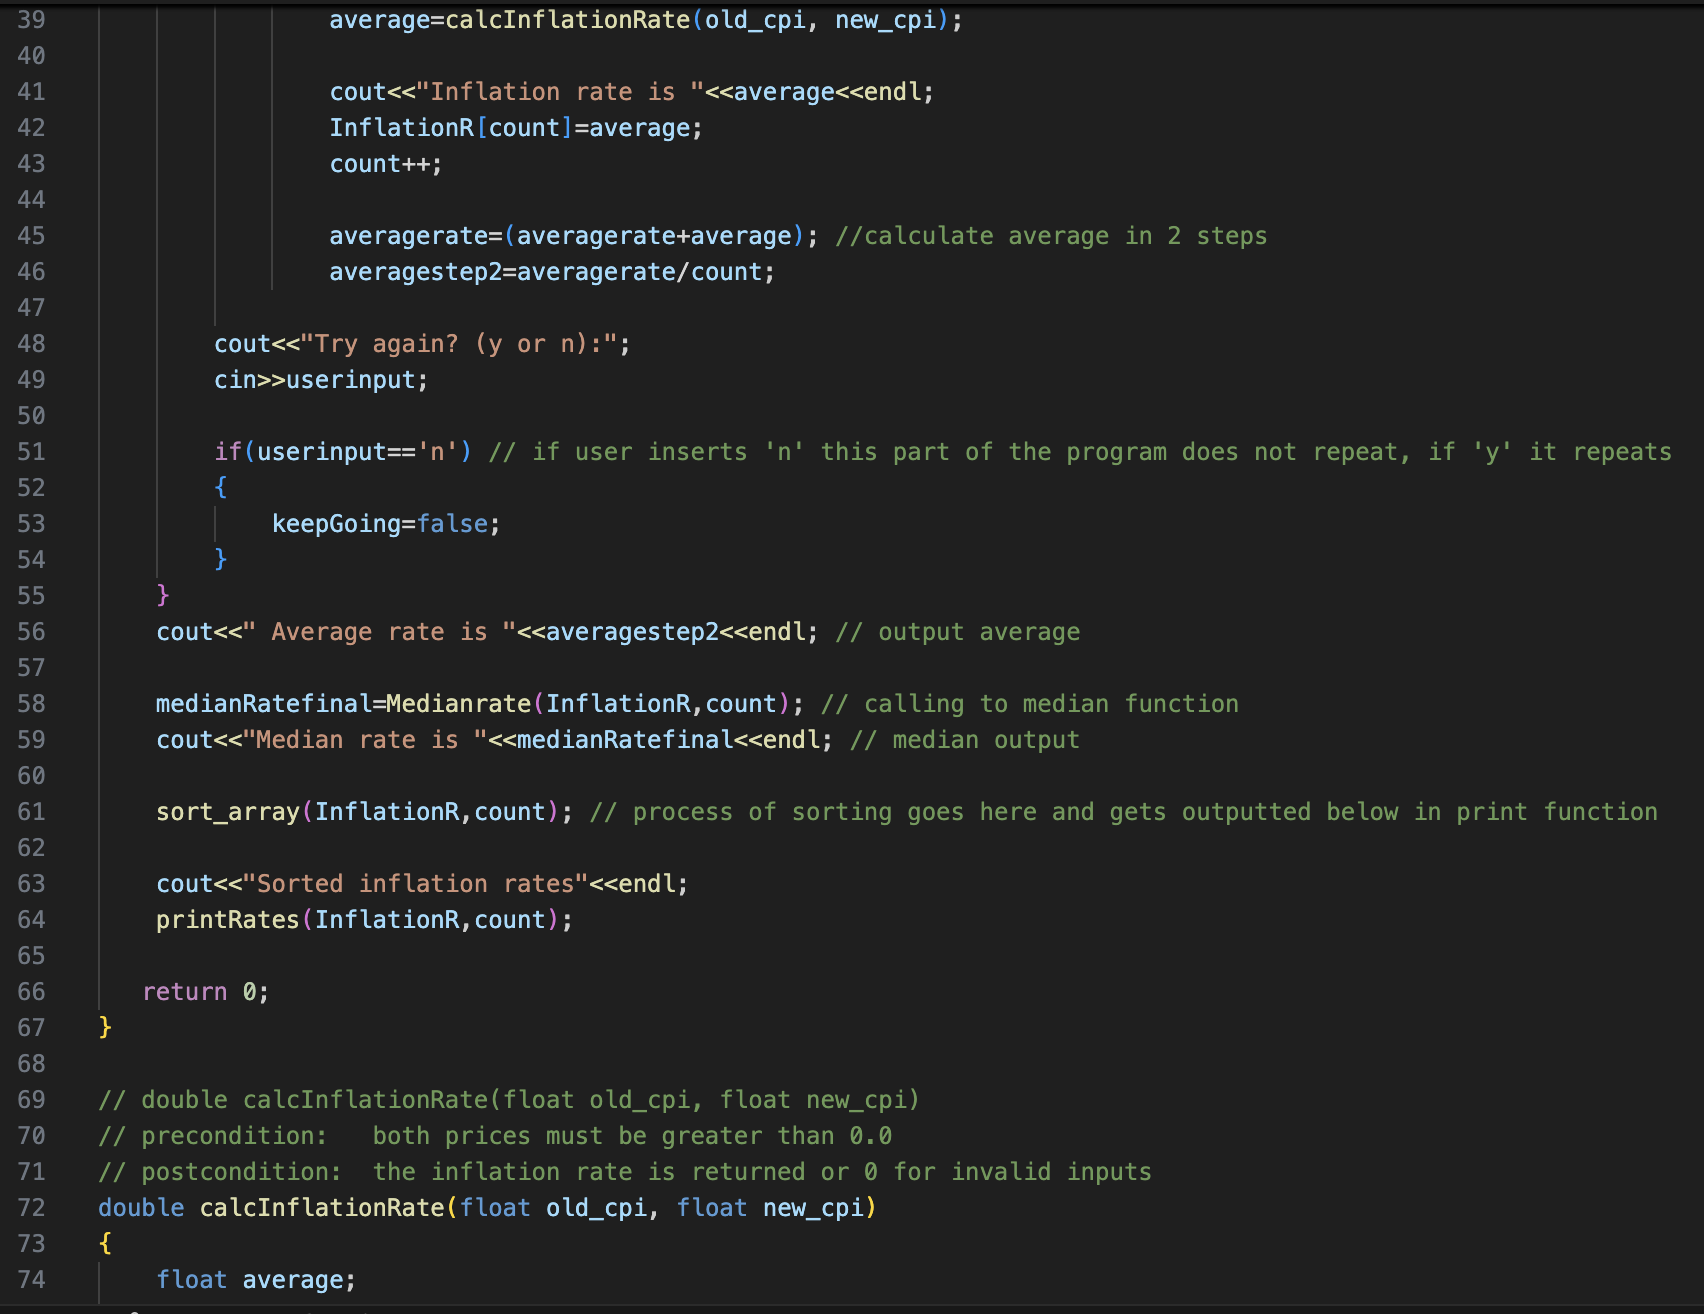 39 average=calcInflationRate(old_cpi, new_cpi);
40
41 cout<<"Inflation rate is "<<average<<endl;
42 InflationR[count]=average;
43 count++;
44
45 averagerate=(averagerate+average); //calculate average in 2 steps
46 averagestep2=averagerate/count;
47
48 cout<<"Try again? (y or n):";
49 cin>>userinput;
50
51 if(userinput=='n') // if user inserts 'n' this part of the program does not repeat, if 'y' it repeats
52 {
53 keepGoing=false;
54 }
55 }
56 cout<<" Average rate is "<<averagestep2<<endl; // output average
57
58 medianRatefinal=Medianrate(InflationR,count); // calling to median function
59 cout<<"Median rate is "<<medianRatefinal<<endl; // median output
60
61 sort_array(InflationR,count); // process of sorting goes here and gets outputted below in print function
62
63 cout<<"Sorted inflation rates"<<endl;
64 printRates(InflationR,count);
65
66 return 0;
67 }
68
69 // double calcInflationRate(float old_cpi, float new_cpi)
70 // precondition:   both prices must be greater than 0.0
71 // postcondition:  the inflation rate is returned or 0 for invalid inputs
72 double calcInflationRate(float old_cpi, float new_cpi)
73 {
74 float average;